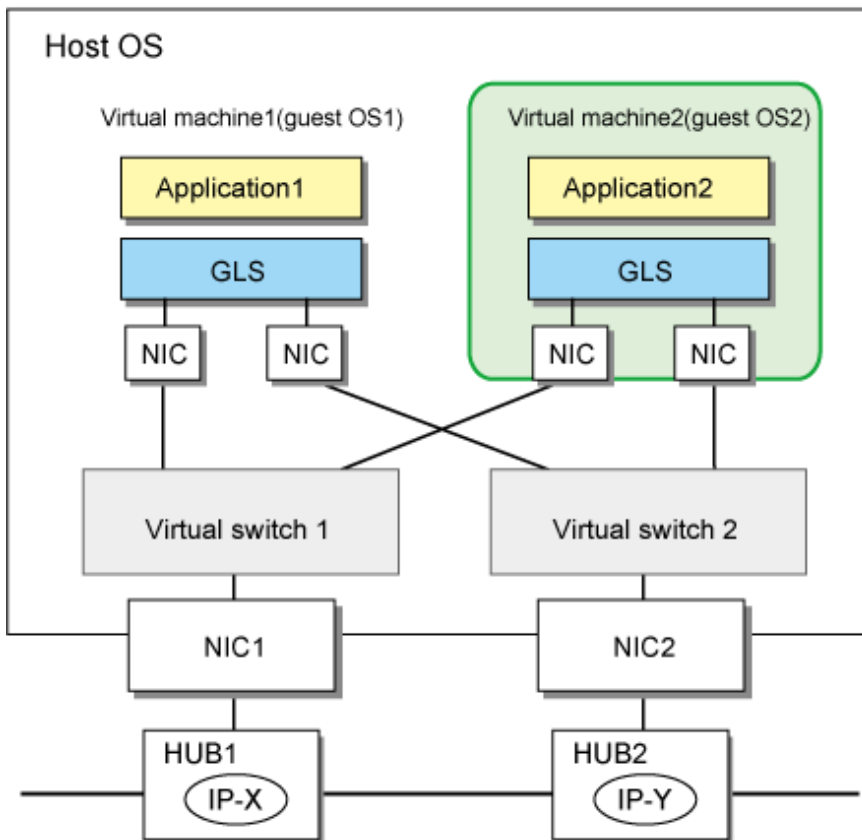 Host OS
Virtual machine1(guest OS1)
Virtual machine2(guest OS2)
Application1
Application2
GLS
GLS
NIC
NIC
NIC
NIC
Virtual switch 1
Virtual switch 2
NIC1
NIC2
HUB1
HUB2
IP-X
IP-Y